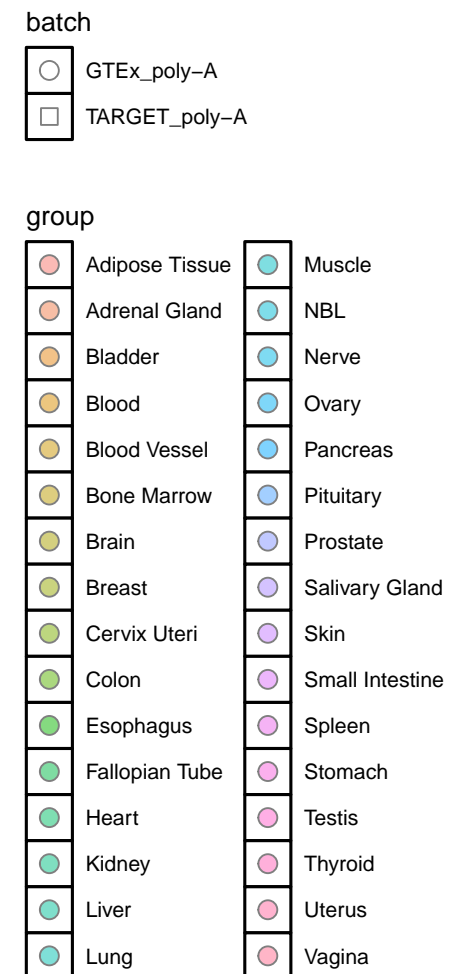 batch
GTEx_poly−A
TARGET_poly−A
group
Adipose Tissue
Adrenal Gland
Bladder
Blood
Blood Vessel
Bone Marrow
Brain
Breast
Cervix Uteri
Colon
Esophagus
Fallopian Tube
Heart
Kidney
Liver
Lung
Muscle
NBL
Nerve
Ovary
Pancreas
Pituitary
Prostate
Salivary Gland
Skin
Small Intestine
Spleen
Stomach
Testis
Thyroid
Uterus
Vagina